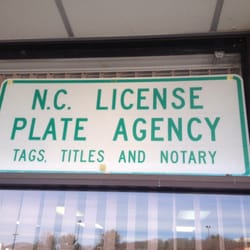 N.C. LICENSE
PLATE AGENCY
TAGS, TITLES AND NOTARY